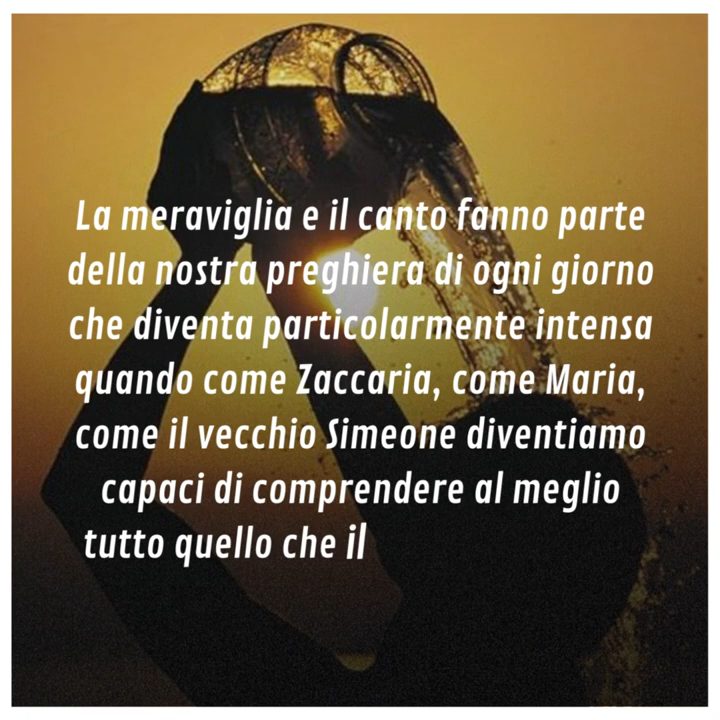 La meraviglia e il canto fanno parte
della nostra preghiera di ogni giorno
che diventa particolarmente intensa
quando come Zaccaria, come Maria,
come il vecchio Simeone diventiamo
capaci di comprendere al meglio
tutto quello che il